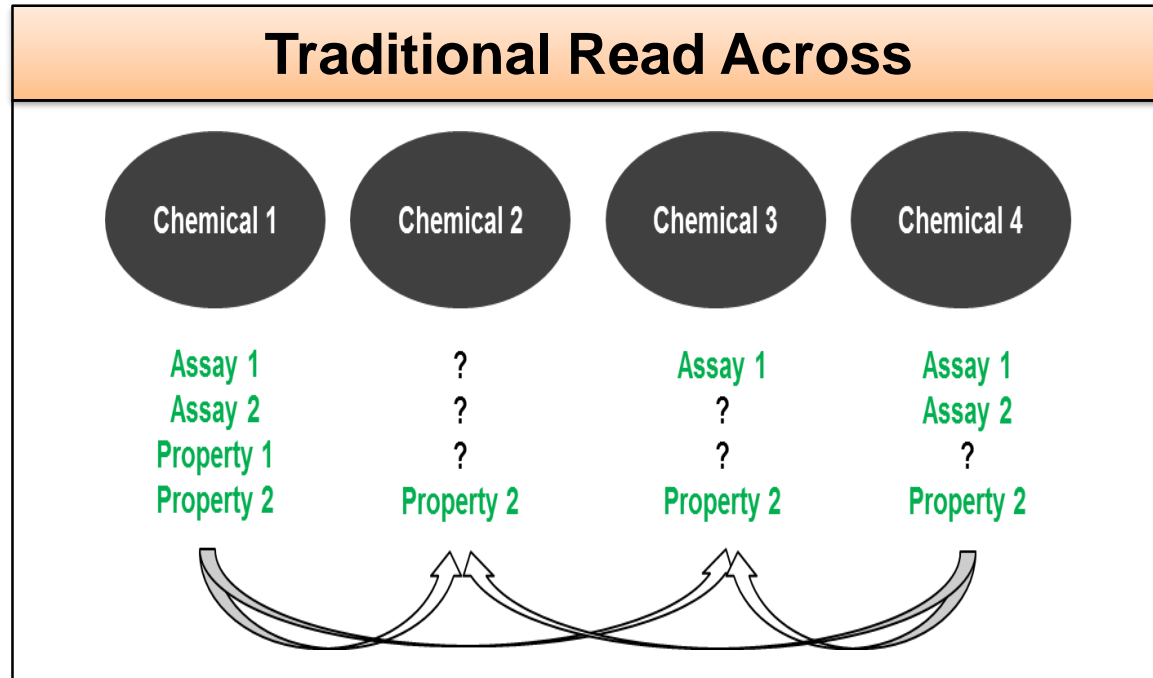 Traditional Read Across
Chemical 1 Chemical 2 Chemical 3 Chemical 4
Assay 1 ? Assay 1 Assay 1
Assay 2 ? ? Assay 2
Property 1 ? ? ?
Property 2 Property 2 Property 2 Property 2